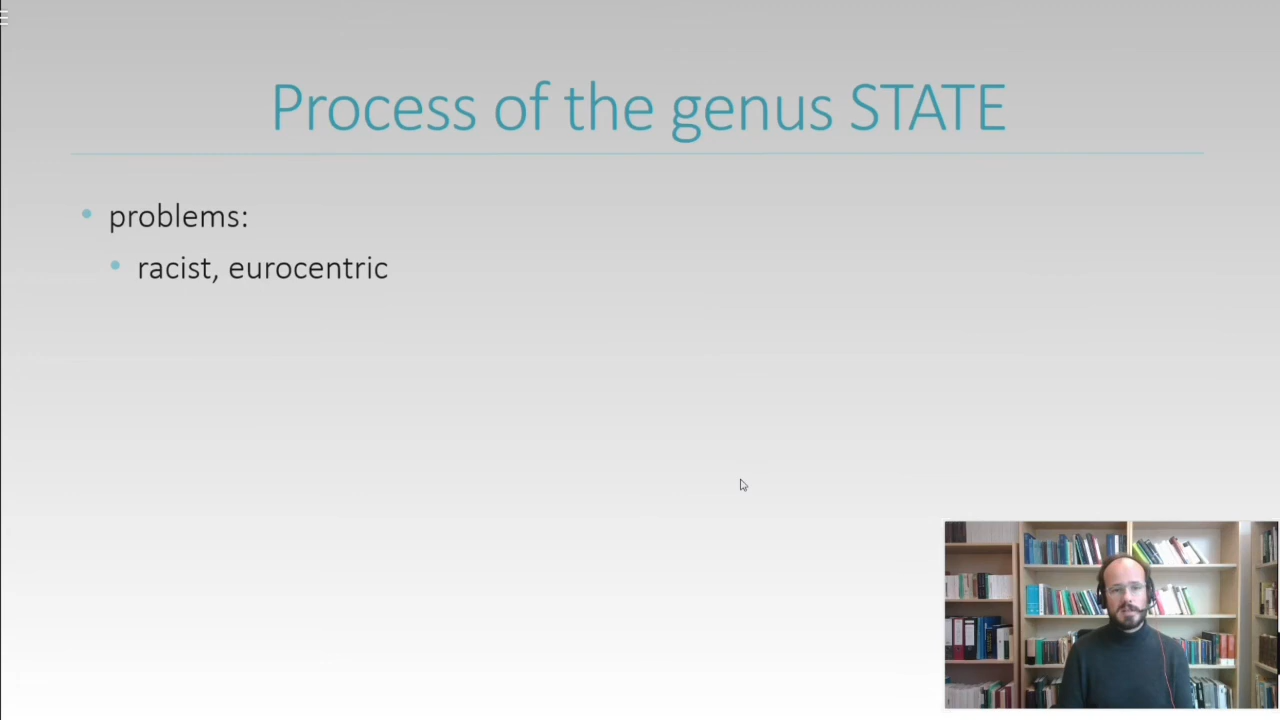 Process of the genus STATE
problems:
racist, eurocentric